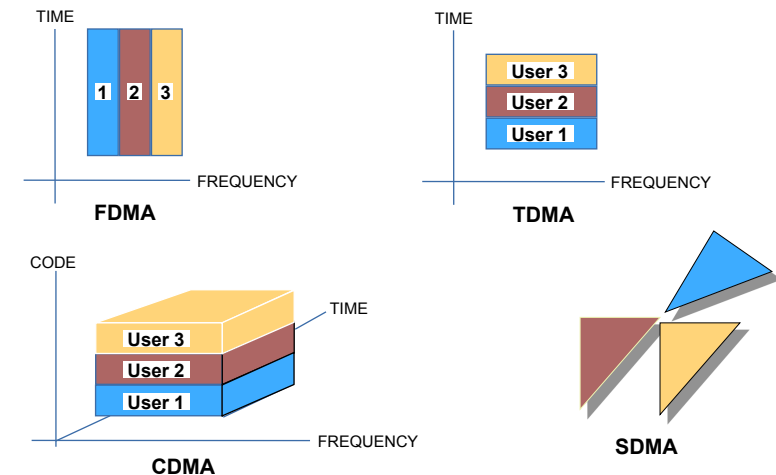 TIME
1 2 3
FREQUENCY
FDMA
TIME
User 3
User 2
User 1
FREQUENCY
TDMA
CODE
TIME
User 3
User 2
User 1
FREQUENCY
CDMA
SDMA